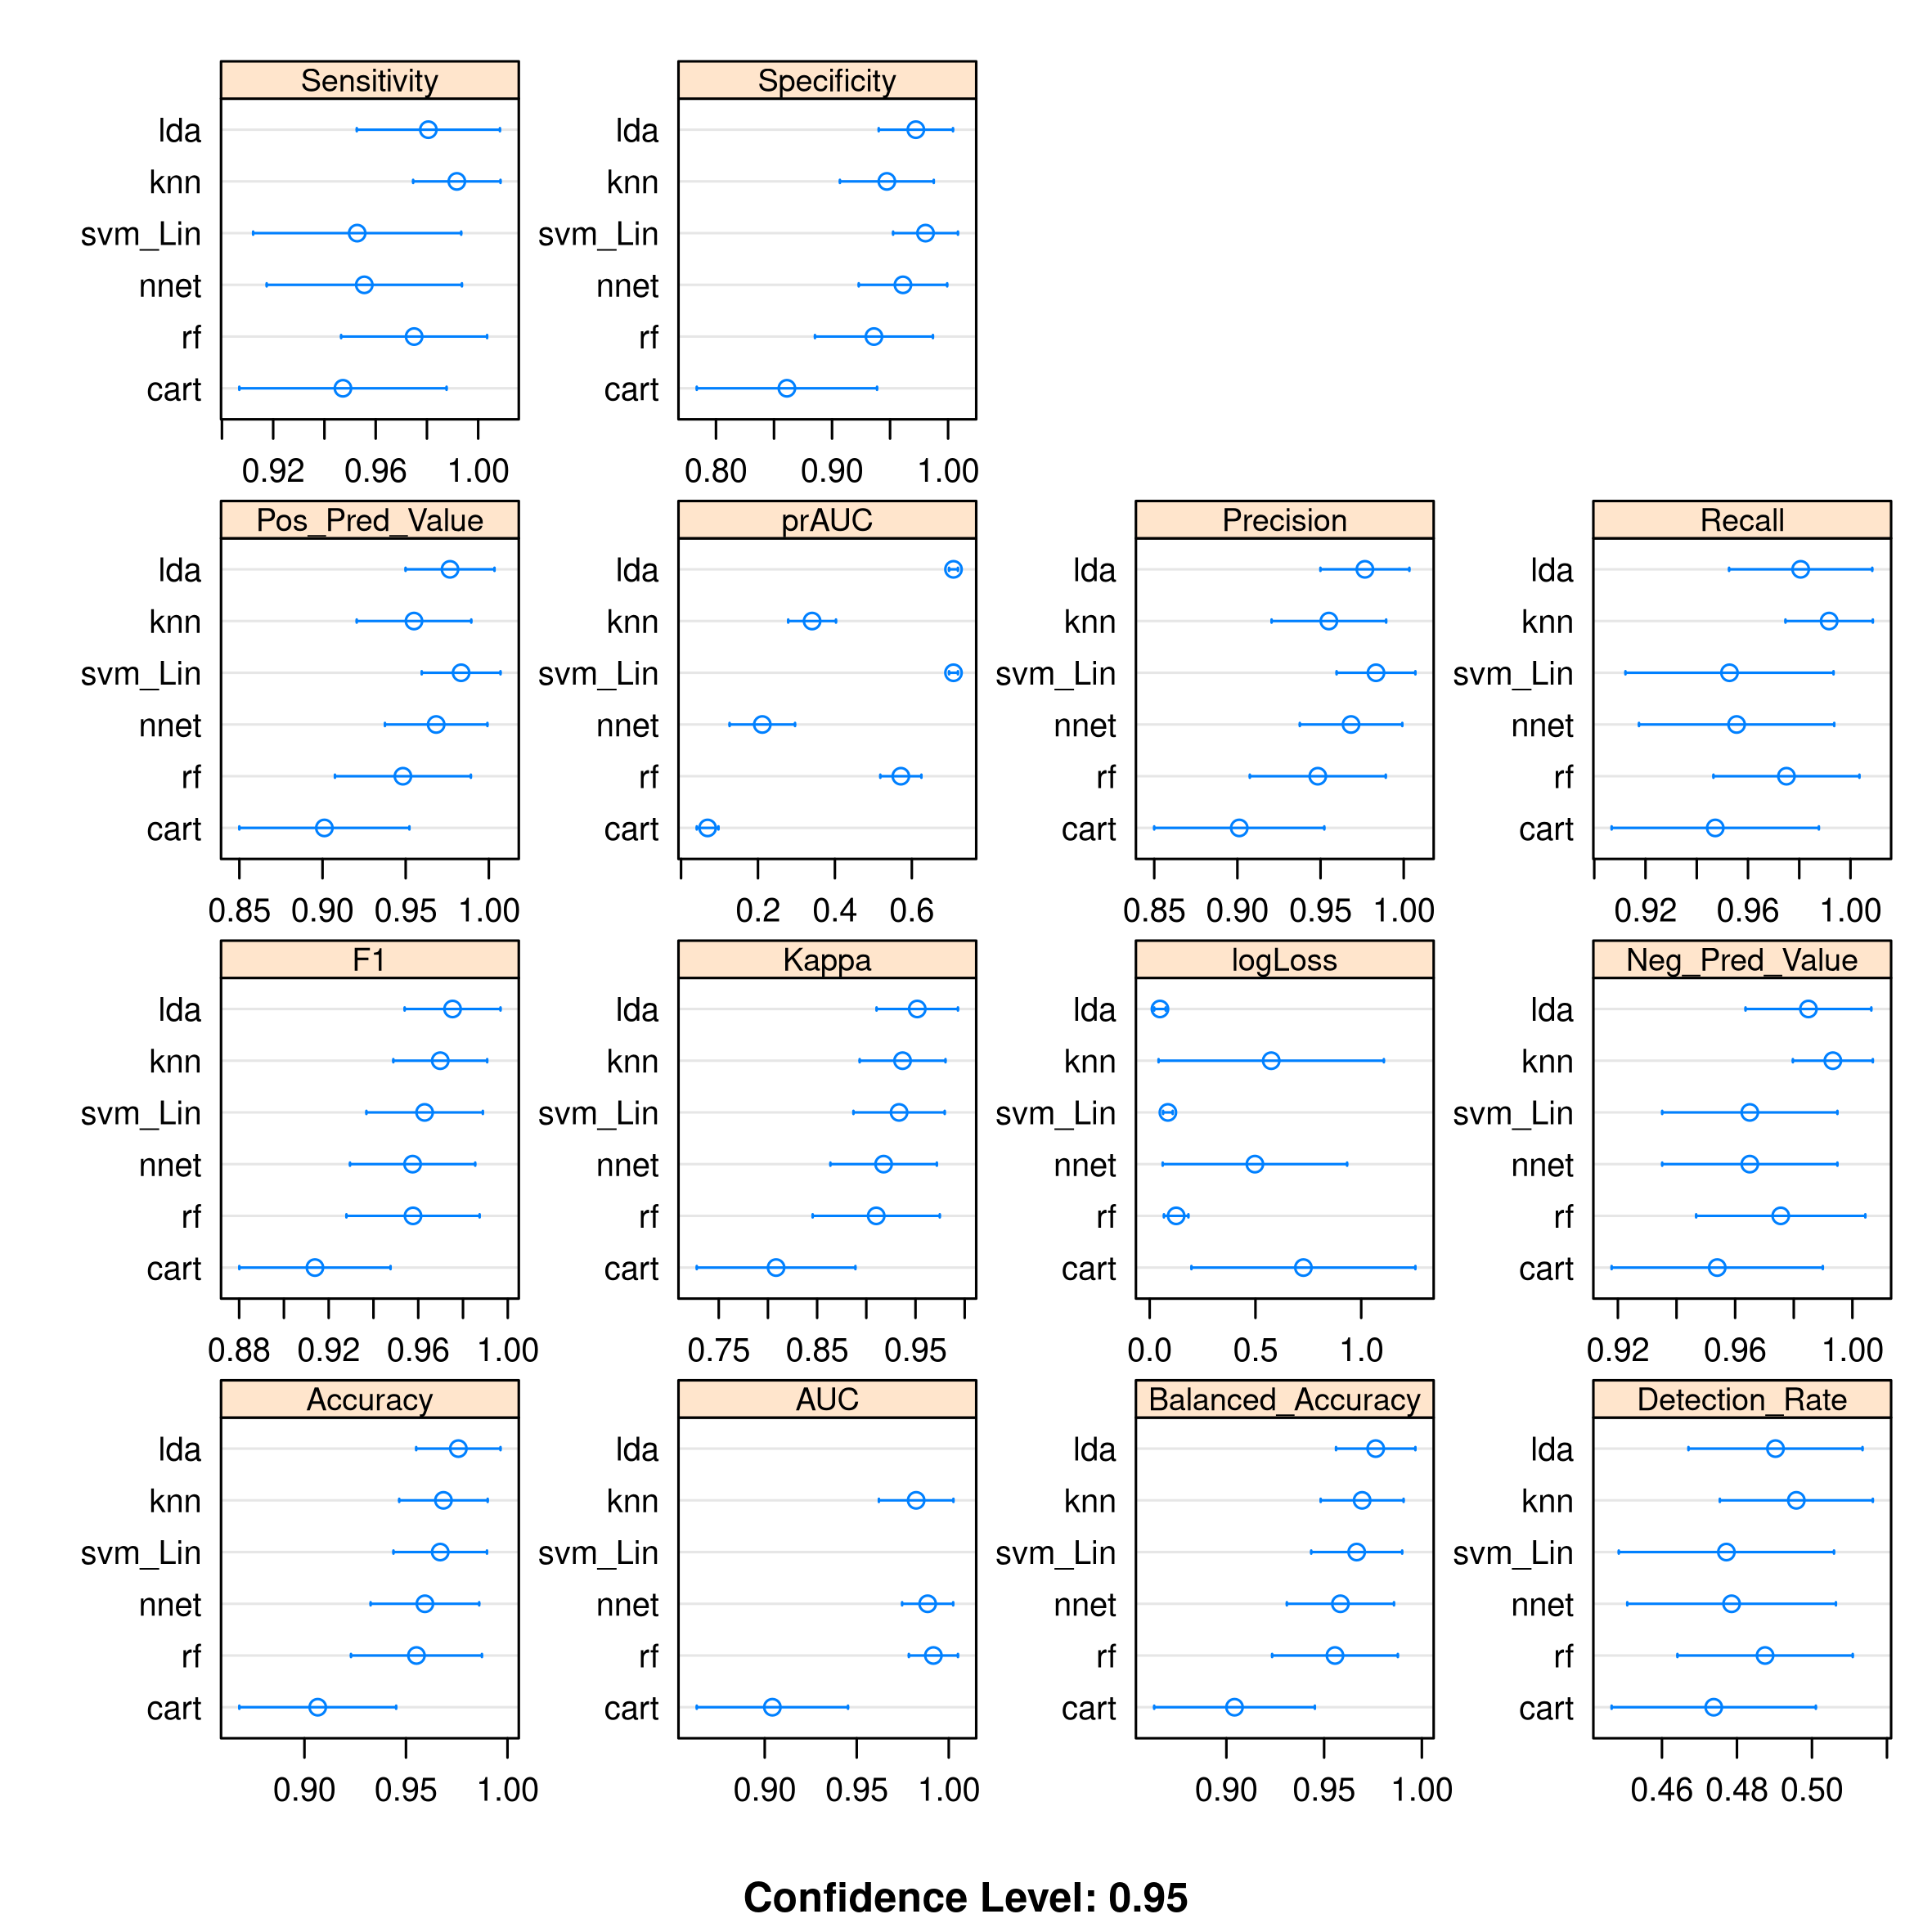 Sensitivity
lda
knn
svm_Lin
nnet
rf
cart
0.92 0.96 1.00
Specificity
lda
knn
svm_Lin
nnet
rf
cart
0.80 0.90 1.00
Pos_Pred_Value
lda
knn
svm_Lin
nnet
rf
cart
0.85 0.90 0.95 1.00
prAUC
lda
knn
svm_Lin
nnet
rf
cart
0.2 0.4 0.6
Precision
lda
knn
svm_Lin
nnet
rf
cart
0.85 0.90 0.95 1.00
Recall
lda
knn
svm_Lin
nnet
rf
cart
0.92 0.96 1.00
F1
lda
knn
svm_Lin
nnet
rf
cart
0.88 0.92 0.96 1.00
Kappa
lda
knn
svm_Lin
nnet
rf
cart
0.75 0.85 0.95
logLoss
lda
knn
svm_Lin
nnet
rf
cart
0.0 0.5 1.0
Neg_Pred_Value
lda
knn
svm_Lin
nnet
rf
cart
0.92 0.96 1.00
Accuracy
lda
knn
svm_Lin
nnet
rf
cart
0.90 0.95 1.00
AUC
lda
knn
svm_Lin
nnet
rf
cart
0.90 0.95 1.00
Balanced_Accuracy
lda
knn
svm_Lin
nnet
rf
cart
0.90 0.95 1.00
Detection_Rate
lda
knn
svm_Lin
nnet
rf
cart
0.46 0.48 0.50
Confidence Level: 0.95